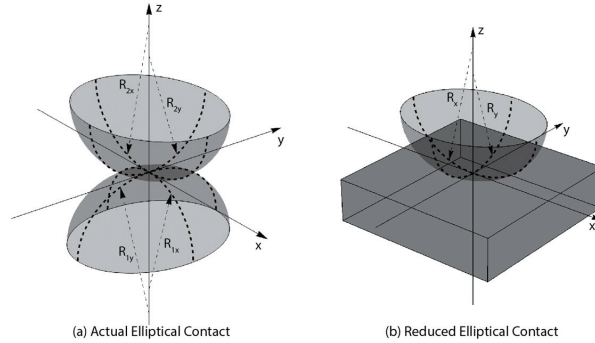 z
R2x
R2y
y
R1y
R1x
x
(a) Actual Elliptical Contact
z
Rx
Ry
y
x
(b) Reduced Elliptical Contact